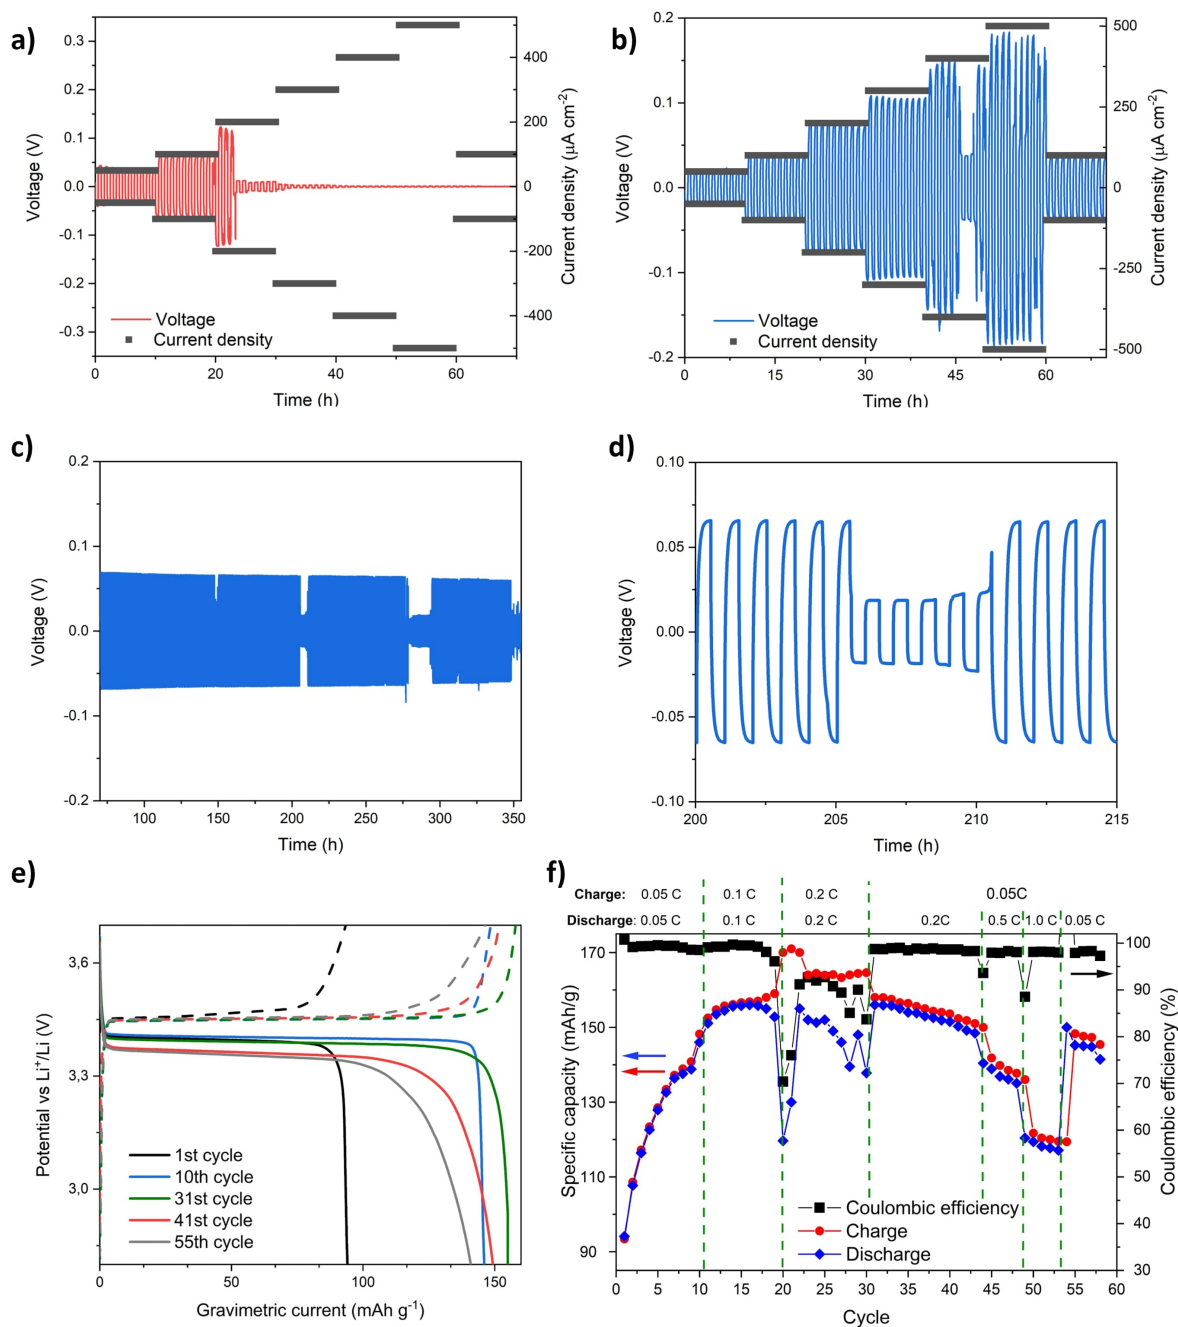 a)
0.3
0.2
0.1
0.0
-0.1
-0.2
-0.3
Voltage (V)
400
200
0
-200
-400
Current density (µA cm⁻²)
Voltage
Current density
0 20 40 60
Time (h)
b)
0.2
0.1
0.0
-0.1
-0.2
Voltage (V)
500
250
0
-250
-500
Current density (µA cm⁻²)
Voltage
Current density
0 15 30 45 60
Time (h)
c)
0.2
0.1
0.0
-0.1
-0.2
Voltage (V)
100 150 200 250 300 350
Time (h)
d)
0.10
0.05
0.00
-0.05
-0.10
Voltage (V)
200 205 210 215
Time (h)
e)
3,6
3.3
3.0
Potential vs Li⁺/Li (V)
1st cycle
10th cycle
31st cycle
41st cycle
55th cycle
0 50 100 150
Gravimetric current (mAh g⁻¹)
f)
Charge: 0.05 C 0.1 C 0.2 C 0.05C
Discharge: 0.05 C 0.1 C 0.2 C 0.2C 0.5 C 1.0 C 0.05 C
170
150
130
110
90
Specific capacity (mAh/g)
100
90
80
70
60
50
40
30
Coulombic efficiency (%)
Coulombic efficiency
Charge
Discharge
0 5 10 15 20 25 30 35 40 45 50 55 60
Cycle